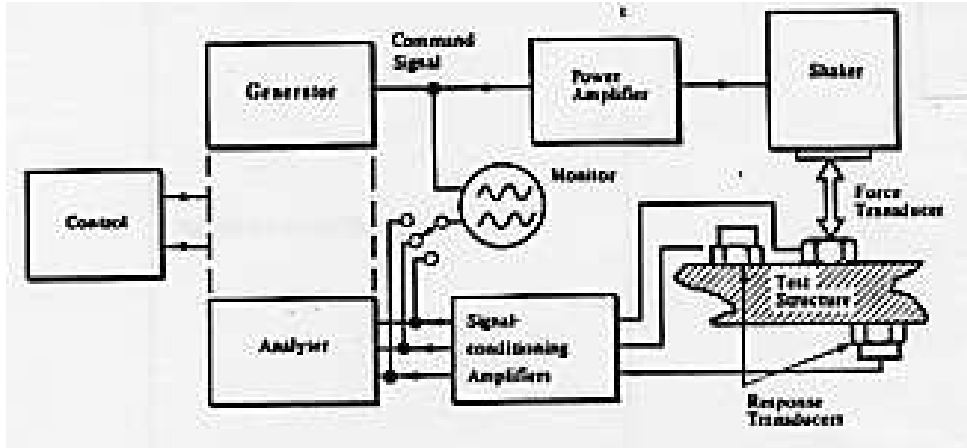 Command
Signal
Generator
Power
Amplifier
Shaker
Monitor
Force
Transducer
Control
Test
Structure
Analyser
Signal-
conditioning
Amplifiers
Response
Transducers